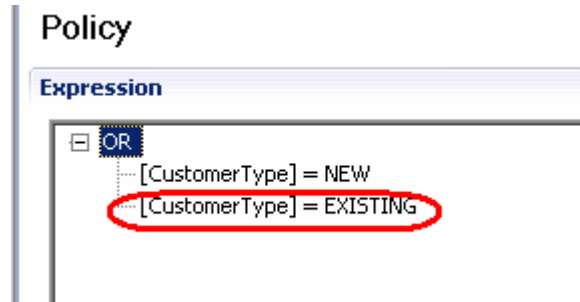 Policy
Expression
OR
[CustomerType] = NEW
[CustomerType] = EXISTING